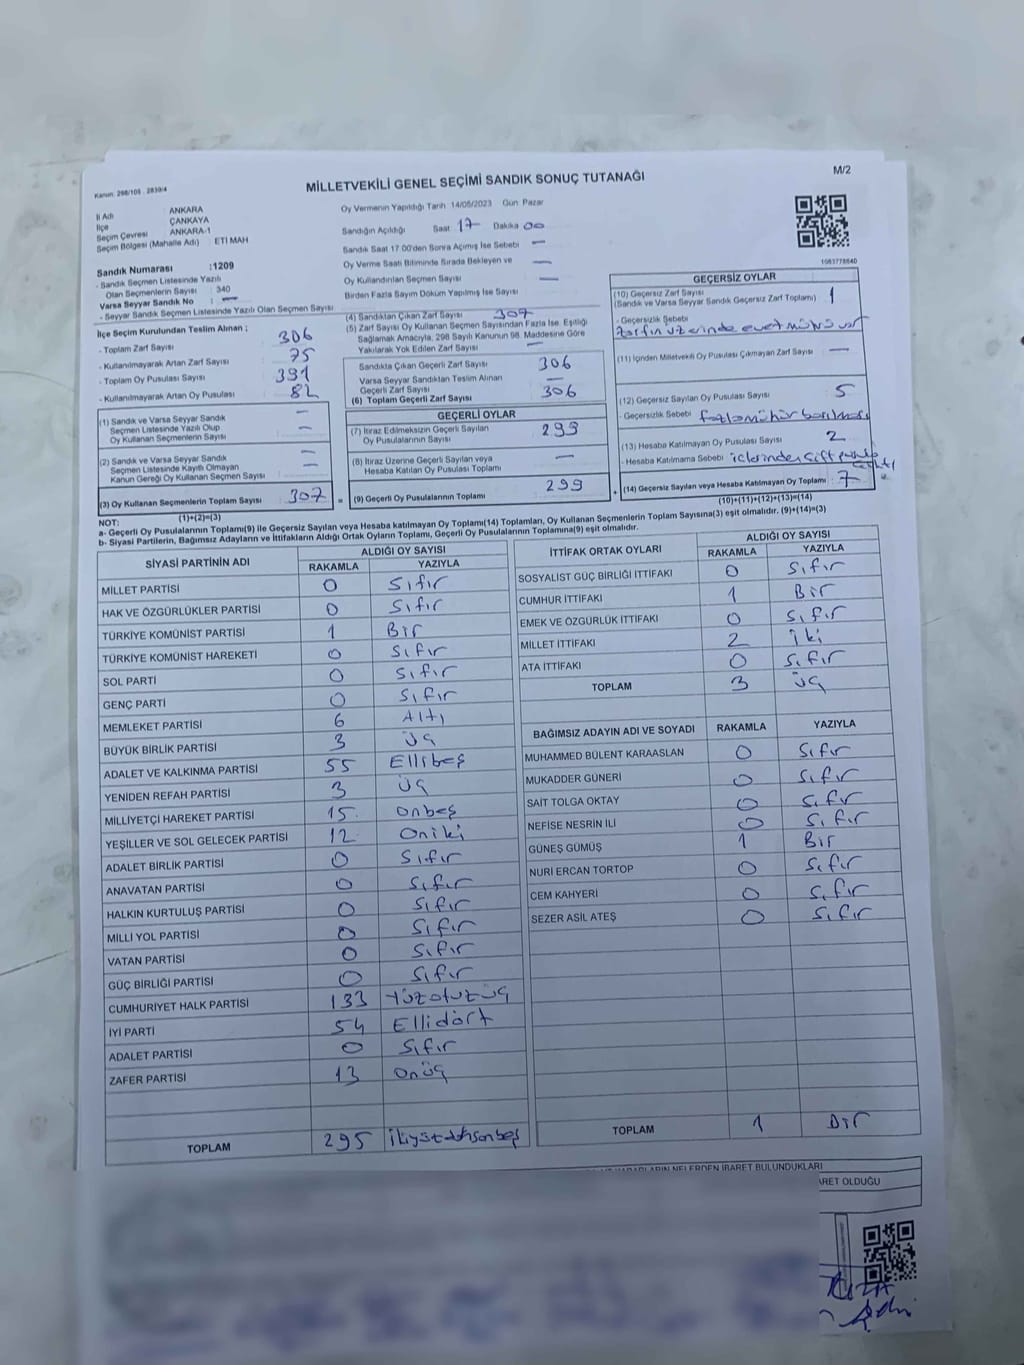 Kanun: 298/105 - 2839/4
MİLLETVEKİLİ GENEL SEÇİMİ SANDIK SONUÇ TUTANAĞI
M/2
İl Adı ANKARA
İlçe ÇANKAYA
Seçim Çevresi ANKARA-1
Seçim Bölgesi (Mahalle Adı) ETİ MAH
Sandık Numarası :1209
- Sandık Seçmen Listesinde Yazılı
Olan Seçmenlerin Sayısı : 340
Varsa Seyyar Sandık No : —
- Seyyar Sandık Seçmen Listesinde Yazılı Olan Seçmen Sayısı
Oy Vermenin Yapıldığı Tarih 14/05/2023 Gün Pazar
Sandığın Açıldığı Saat 17 Dakika 00
Sandık Saat 17:00'den Sonra Açımış İse Sebebi —
Oy Verme Saati Bitiminde Sırada Bekleyen ve —
Oy Kullandırılan Seçmen Sayısı —
Birden Fazla Sayım Döküm Yapılmış İse Sayısı
1083778840
İlçe Seçim Kurulundan Teslim Alınan ;
- Toplam Zarf Sayısı
- Kullanılmayarak Artan Zarf Sayısı 75
- Toplam Oy Pusulası Sayısı 391
- Kullanılmayarak Artan Oy Pusulası 82
(1) Sandık ve Varsa Seyyar Sandık —
Seçmen Listesinde Yazılı Olup —
Oy Kullanan Seçmenlerin Sayısı
(2) Sandık ve Varsa Seyyar Sandık —
Seçmen Listesinde Kayıtlı Olmayan —
Kanun Gereği Oy Kullanan Seçmen Sayısı
(3) Oy Kullanan Seçmenlerin Toplam Sayısı 307 =
(1)+(2)=(3)
(4) Sandıktan Çıkan Zarf Sayısı 307
(5) Zarf Sayısı Oy Kullanan Seçmen Sayısından Fazla İse, Eşitliği
Sağlamak Amacıyla, 298 Sayılı Kanunun 98. Maddesine Göre
Yakılarak Yok Edilen Zarf Sayısı —
Sandıkta Çıkan Geçerli Zarf Sayısı 306
Varsa Seyyar Sandıktan Teslim Alınan
Geçerli Zarf Sayısı —
(6) Toplam Geçerli Zarf Sayısı 306
GEÇERLİ OYLAR
(7) İtiraz Edilmeksizin Geçerli Sayılan
Oy Pusulalarının Sayısı 299
(8) İtiraz Üzerine Geçerli Sayılan veya
Hesaba Katılan Oy Pusulası Toplamı —
(9) Geçerli Oy Pusulalarının Toplamı 299 +
GEÇERSİZ OYLAR
(10) Geçersiz Zarf Sayısı
(Sandık ve Varsa Seyyar Sandık Geçersiz Zarf Toplamı) 1
- Geçersizlik Sebebi
zarfın üzerinde evet mührü var
(11) İçinden Milletvekili Oy Pusulası Çıkmayan Zarf Sayısı —
(12) Geçersiz Sayılan Oy Pusulası Sayısı 5
- Geçersizlik Sebebi fazla mühür basılması
(13) Hesaba Katılmayan Oy Pusulası Sayısı 2
- Hesaba Katılmama Sebebi içlerinden çift pusula
çıktı
(14) Geçersiz Sayılan veya Hesaba Katılmayan Oy Toplamı : 7
(10)+(11)+(12)+(13)=(14)
NOT:
a- Geçerli Oy Pusulalarının Toplamı(9) ile Geçersiz Sayılan veya Hesaba katılmayan Oy Toplamı(14) Toplamları, Oy Kullanan Seçmenlerin Toplam Sayısına(3) eşit olmalıdır. (9)+(14)=(3)
b- Siyasi Partilerin, Bağımsız Adayların ve İttifakların Aldığı Ortak Oyların Toplamı, Geçerli Oy Pusulalarının Toplamına(9) eşit olmalıdır.
SİYASİ PARTİNİN ADI ALDIĞI OY SAYISI
RAKAMLA YAZIYLA
MİLLET PARTİSİ 0 Sıfır
HAK VE ÖZGÜRLÜKLER PARTİSİ 0 Sıfır
TÜRKİYE KOMÜNİST PARTİSİ 1 Bir
TÜRKİYE KOMÜNİST HAREKETİ 0 Sıfır
SOL PARTİ 0 Sıfır
GENÇ PARTİ 0 Sıfır
MEMLEKET PARTİSİ 6 Altı
BÜYÜK BİRLİK PARTİSİ 3 Üç
ADALET VE KALKINMA PARTİSİ 55 Ellibeş
YENİDEN REFAH PARTİSİ 3 Üç
MİLLİYETÇİ HAREKET PARTİSİ 15 Onbeş
YEŞİLLER VE SOL GELECEK PARTİSİ 12 Oniki
ADALET BİRLİK PARTİSİ 0 Sıfır
ANAVATAN PARTİSİ 0 Sıfır
HALKIN KURTULUŞ PARTİSİ 0 Sıfır
MİLLİ YOL PARTİSİ 0 Sıfır
VATAN PARTİSİ 0 Sıfır
GÜÇ BİRLİĞİ PARTİSİ 0 Sıfır
CUMHURİYET HALK PARTİSİ 133 Yüzotuzüç
İYİ PARTİ 54 Ellidört
ADALET PARTİSİ 0 Sıfır
ZAFER PARTİSİ 13 Onüç
TOPLAM 295
İTTİFAK ORTAK OYLARI ALDIĞI OY SAYISI
RAKAMLA YAZIYLA
SOSYALİST GÜÇ BİRLİĞİ İTTİFAKI 0 Sıfır
CUMHUR İTTİFAKI 1 Bir
EMEK VE ÖZGÜRLÜK İTTİFAKI 0 Sıfır
MİLLET İTTİFAKI 2 İki
ATA İTTİFAKI 0 Sıfır
TOPLAM 3 Üç
BAĞIMSIZ ADAYIN ADI VE SOYADI RAKAMLA YAZIYLA
MUHAMMED BÜLENT KARAASLAN 0 Sıfır
MUKADDER GÜNERİ 0 Sıfır
SAİT TOLGA OKTAY 0 Sıfır
NEFİSE NESRİN İLİ 0 Sıfır
GÜNEŞ GÜMÜŞ 1 Bir
NURİ ERCAN TORTOP 0 Sıfır
CEM KAHYERİ 0 Sıfır
SEZER ASİL ATEŞ 0 Sıfır
TOPLAM 1 Bir
NELERDEN İBARET BULUNDUKLARI
İBARET OLDUĞU